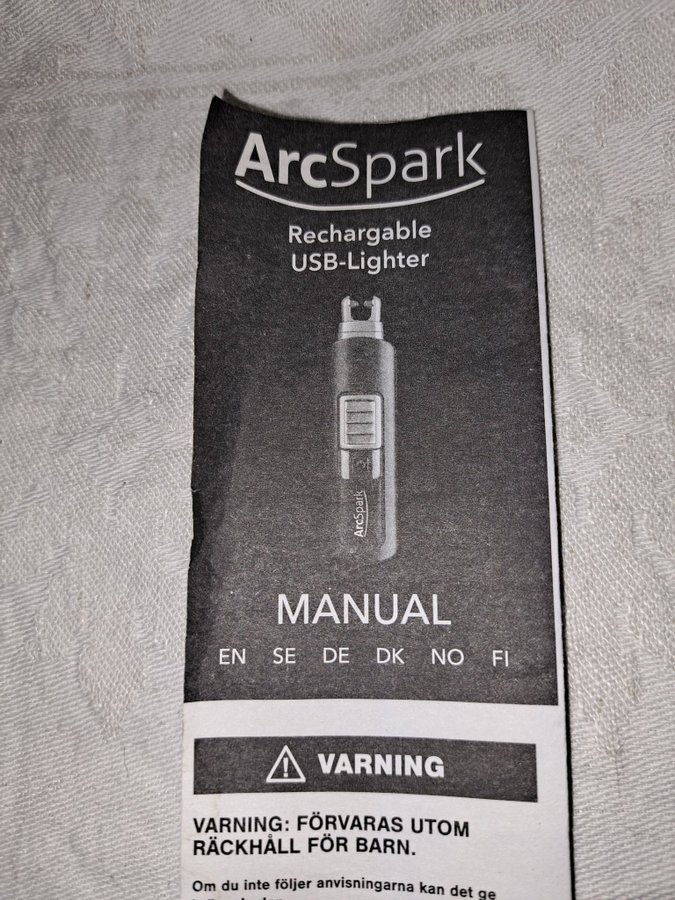 ArcSpark
Rechargable
USB-Lighter
ArcSpark
MANUAL
EN SE DE DK NO FI
VARNING
VARNING: FÖRVARAS UTOM
RÄCKHÅLL FÖR BARN.
Om du inte följer anvisningarna kan det ge